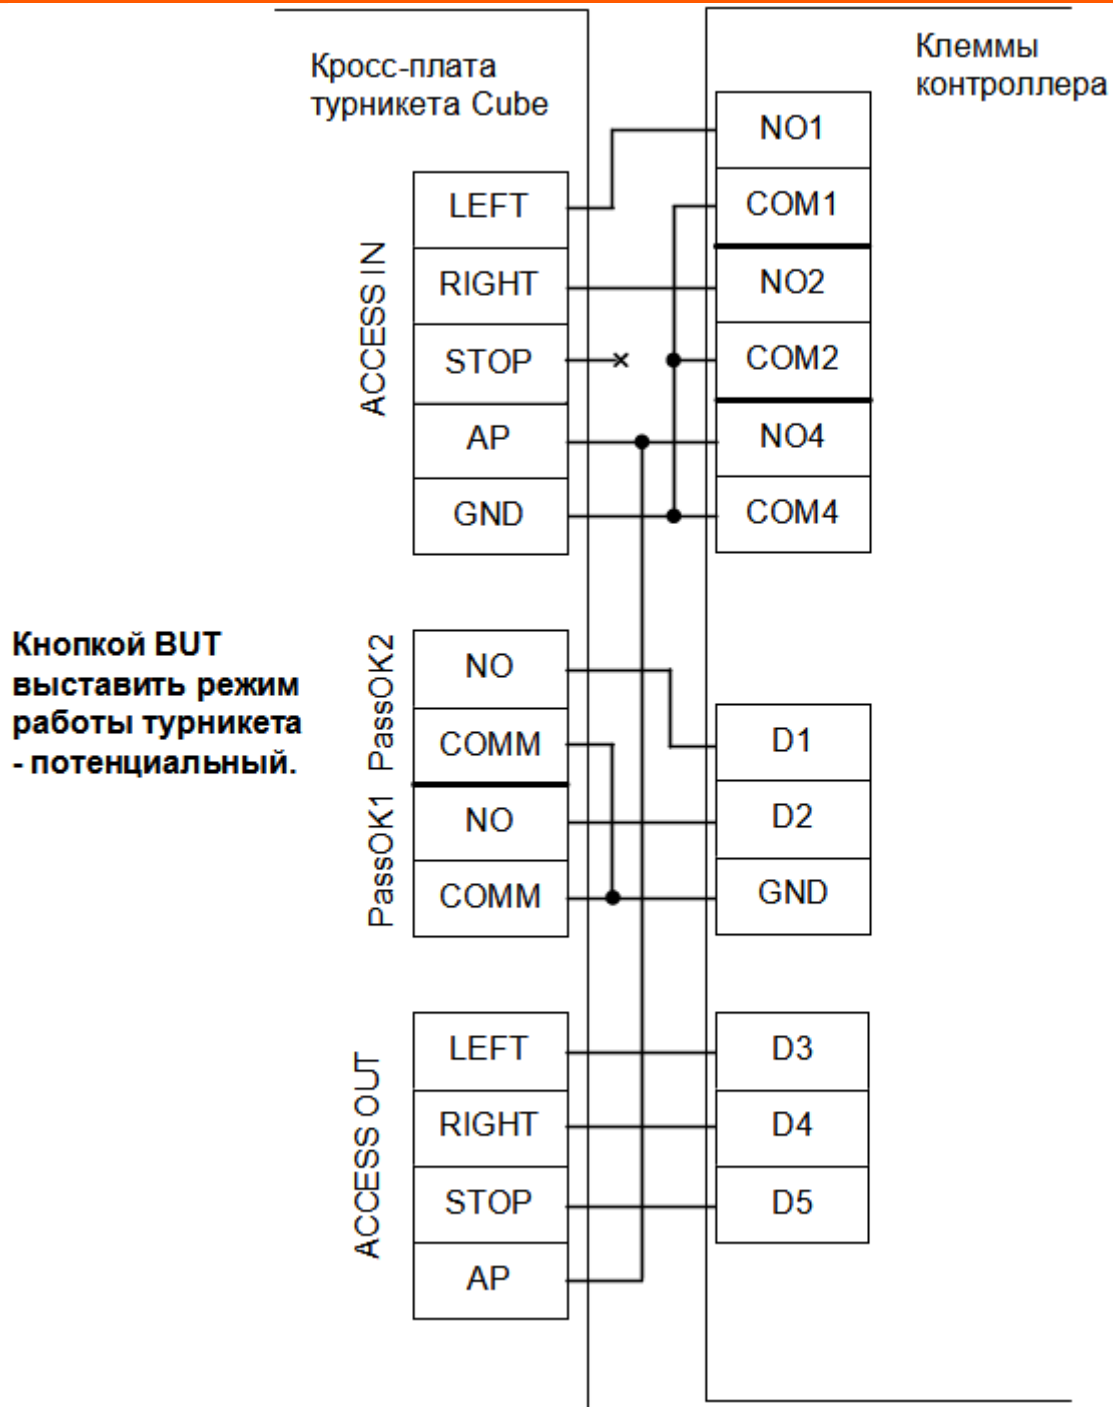 Кросс-плата
турникета Cube
Клеммы
контроллера
ACCESS IN
LEFT
RIGHT
STOP
AP
GND
NO1
COM1
NO2
COM2
NO4
COM4
Кнопкой BUT
выставить режим
работы турникета
- потенциальный.
PassOK2
NO
COMM
PassOK1
NO
COMM
D1
D2
GND
ACCESS OUT
LEFT
RIGHT
STOP
AP
D3
D4
D5